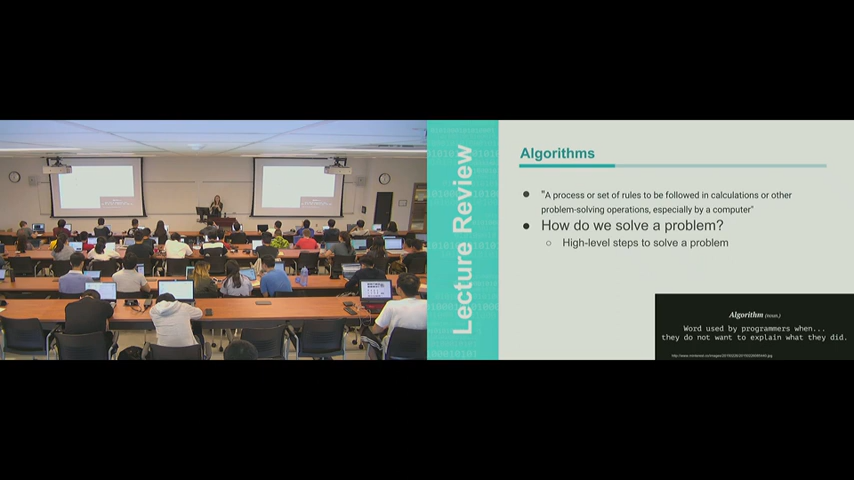 Lecture Review
Algorithms
"A process or set of rules to be followed in calculations or other
problem-solving operations, especially by a computer"
How do we solve a problem?
High-level steps to solve a problem
Algorithm (noun.)
Word used by programmers when...
they do not want to explain what they did.